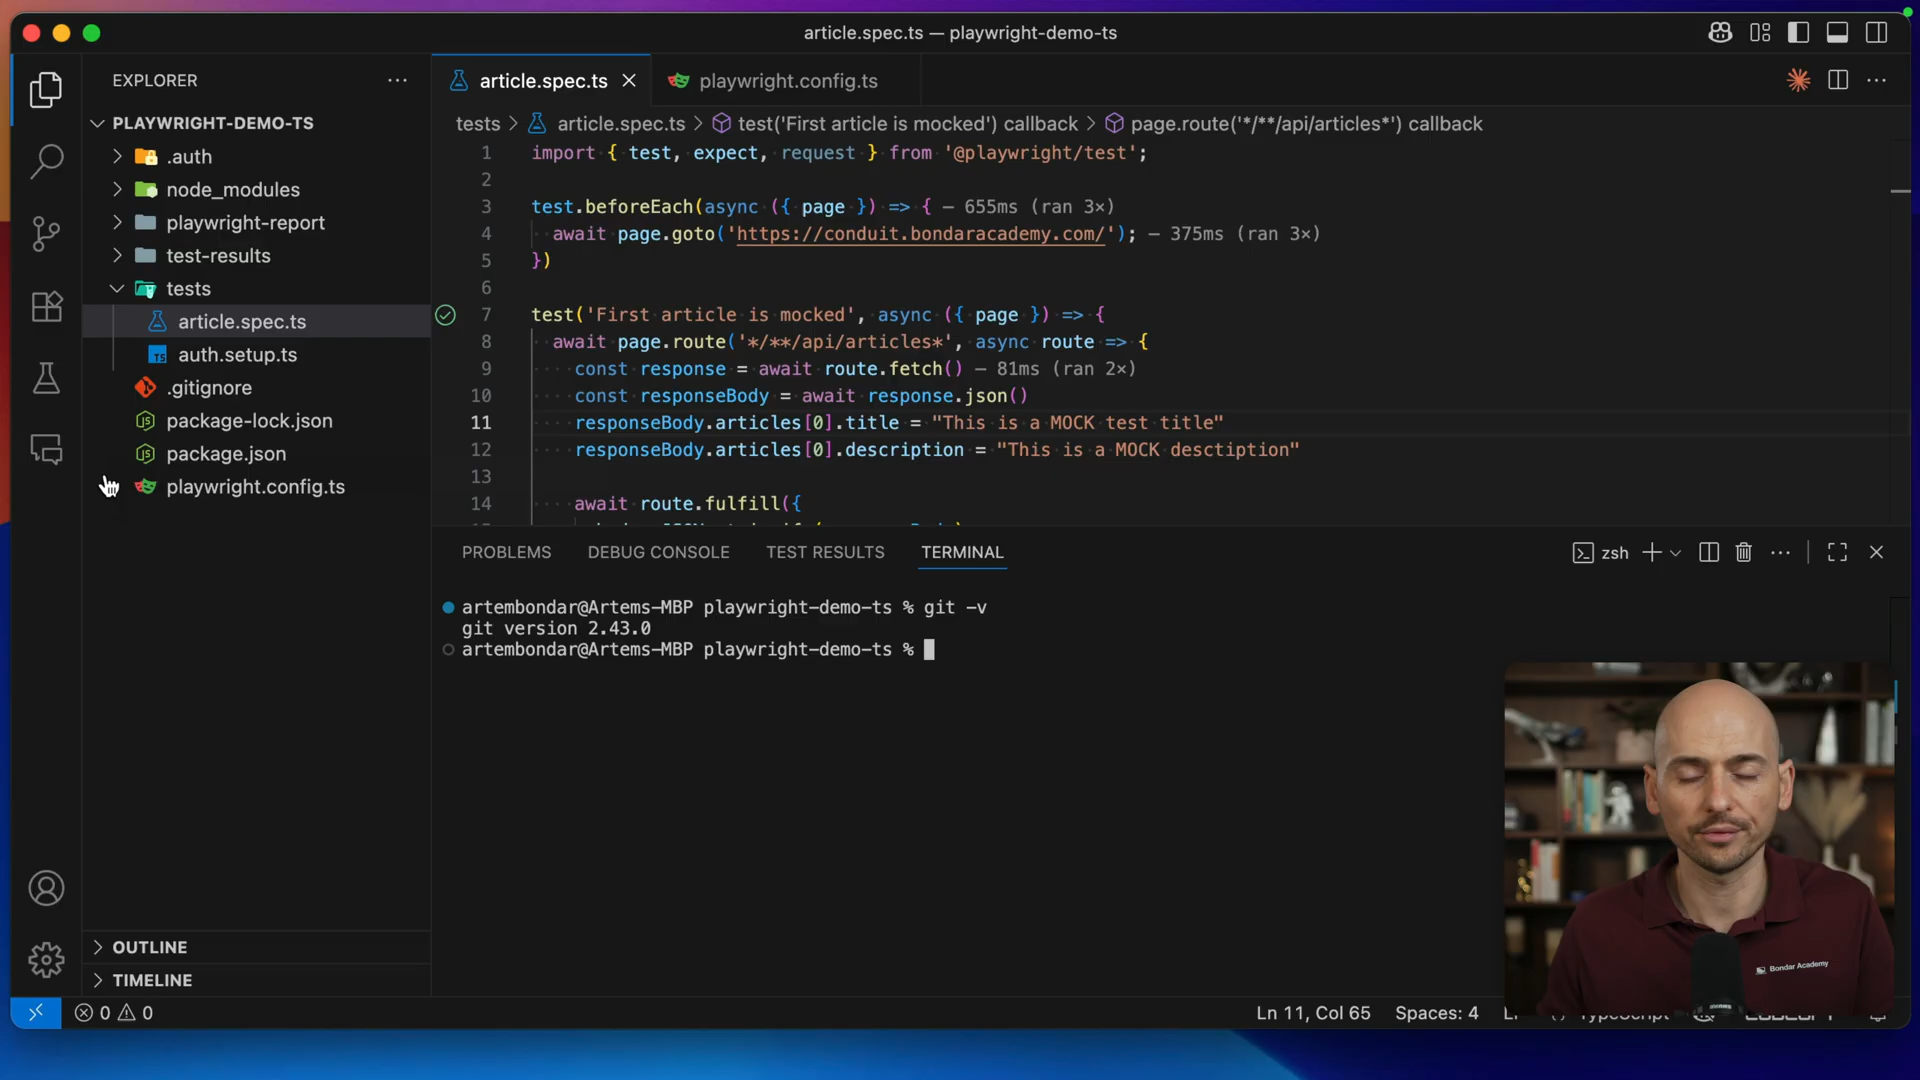 article.spec.ts — playwright-demo-ts
EXPLORER
PLAYWRIGHT-DEMO-TS
.auth
node_modules
playwright-report
test-results
tests
article.spec.ts
auth.setup.ts
.gitignore
package-lock.json
package.json
playwright.config.ts
OUTLINE
TIMELINE
article.spec.ts
playwright.config.ts
tests > article.spec.ts > test('First article is mocked') callback > page.route('*/**/api/articles*') callback
1 import { test, expect, request } from '@playwright/test';
2
3 test.beforeEach(async ({ page }) => { — 655ms (ran 3×)
4 await page.goto('https://conduit.bondaracademy.com/'); — 375ms (ran 3×)
5 })
6
7 test('First article is mocked', async ({ page }) => {
8 await page.route('*/**/api/articles*', async route => {
9 const response = await route.fetch() — 81ms (ran 2×)
10 const responseBody = await response.json()
11 responseBody.articles[0].title = "This is a MOCK test title"
12 responseBody.articles[0].description = "This is a MOCK desctiption"
13
14 await route.fulfill({
PROBLEMS
DEBUG CONSOLE
TEST RESULTS
TERMINAL
zsh
artembondar@Artems-MBP playwright-demo-ts % git -v
git version 2.43.0
artembondar@Artems-MBP playwright-demo-ts %
Bondar Academy
0 0
Ln 11, Col 65
Spaces: 4
TypeScript